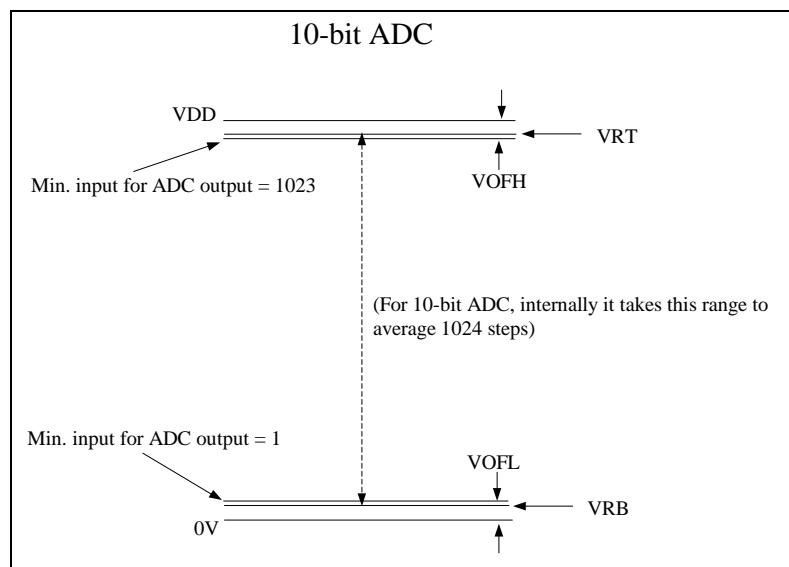 10-bit ADC
VDD
VRT
Min. input for ADC output = 1023
VOFH
(For 10-bit ADC, internally it takes this range to
average 1024 steps)
Min. input for ADC output = 1
VOFL
VRB
0V